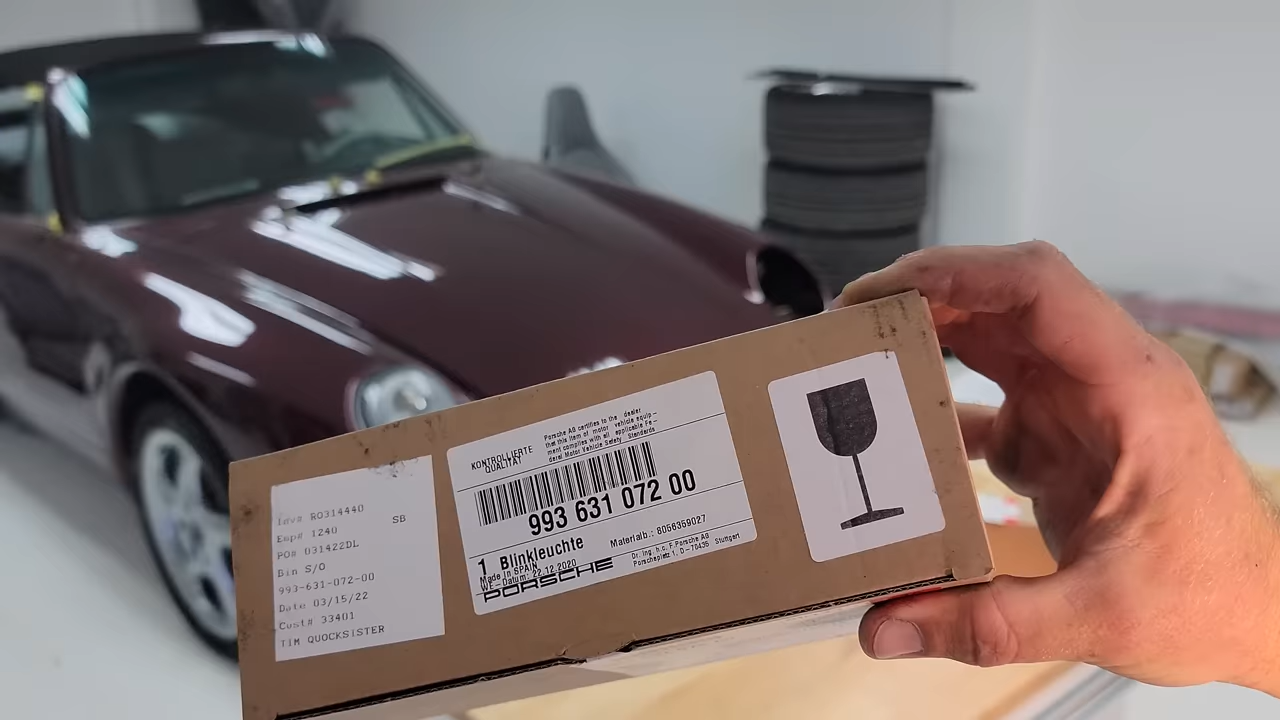 Inv# RO314440
Emp# 1240 SB
PO# 031422DL
Bin S/O
993-631-072-00
Date 03/15/22
Cust# 33401
TIM QUOCKSISTER
KONTROLLIERTE
QUALITÄT
Porsche AG certifies to the dealer
that this item of motor vehicle equip-
ment complies with all applicable Fe-
deral Motor Vehicle Safety Standards
993 631 072 00
1 Blinkleuchte
Materialb.: 8056359027
Made in SPAIN
WE-Datum: 22.12.2020
PORSCHE
Dr. Ing. h.c. F. Porsche AG
Porscheplatz 1, D-70435 Stuttgart